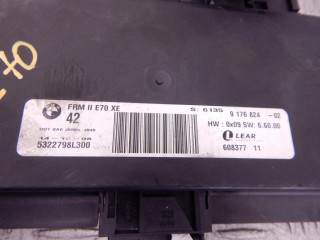 FRM II E70 XE
S: 6135
9 176 824 -02
42
HW : 0x09 SW: 6.60.00
LEAR
5322798L300
608377 11